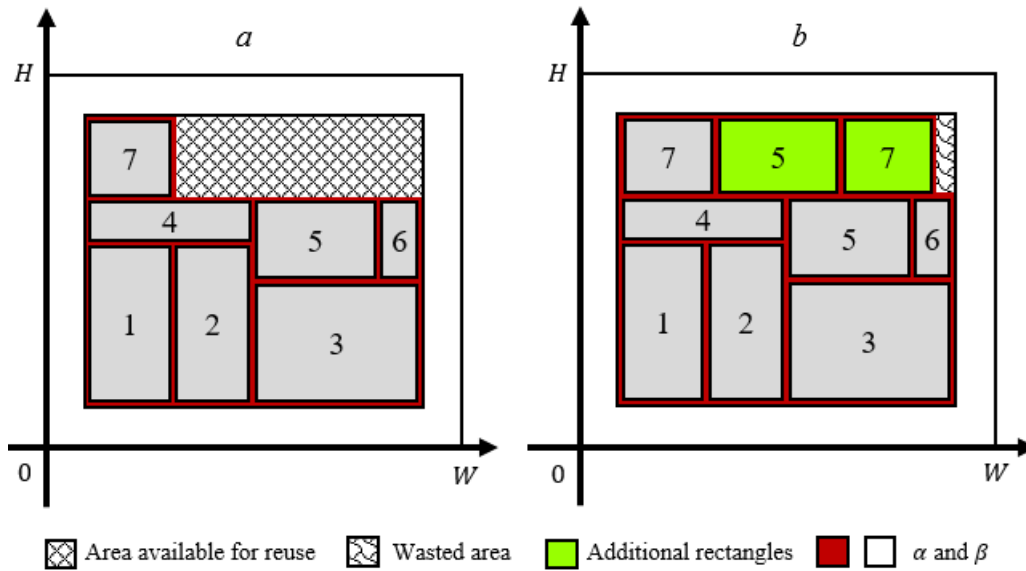 a
b
H
H
7
7
5
7
4
5
6
4
5
6
1
2
3
1
2
3
0
W
0
W
Area available for reuse
Wasted area
Additional rectangles
α and β